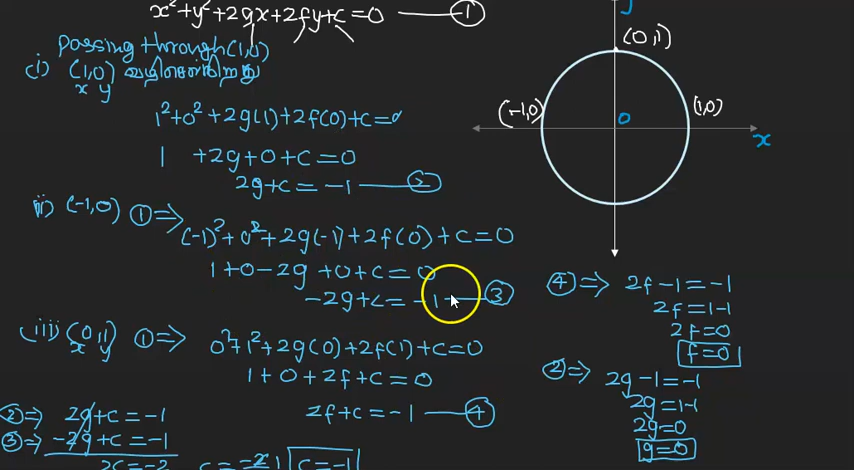 x²+y²+2gx+2fy+c=0 —— ①
passing through (1,0)
(i) (1,0) வழிச்செல்கிறது
x y
1²+0²+2g(1)+2f(0)+c=0
1 +2g+0+c=0
2g+c=-1 —— ②
ii) (-1,0) ① ⇒
(-1)²+0²+2g(-1)+2f(0)+c=0
1+0-2g+0+c=0
-2g+c=-1 —— ③
(iii) (0,1) ① ⇒
x y
0²+1²+2g(0)+2f(1)+c=0
1+0+2f+c=0
2f+c=-1 —— ④
② ⇒ 2g+c=-1
③ ⇒ -2g+c=-1
2c=-2
c=-1
y
(0,1)
(-1,0)
0
(1,0)
x
④ ⇒ 2f-1=-1
2f=1-1
2f=0
f=0
② ⇒ 2g-1=-1
2g=1-1
2g=0
g=0